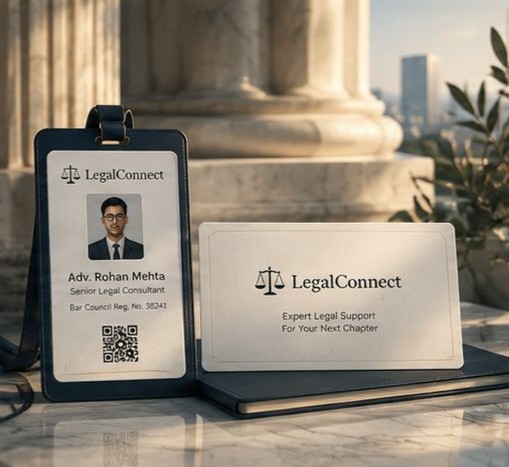 LegalConnect
Adv. Rohan Mehta
Senior Legal Consultant
Bar Council Reg. No. 38241
LegalConnect
Expert Legal Support
For Your Next Chapter